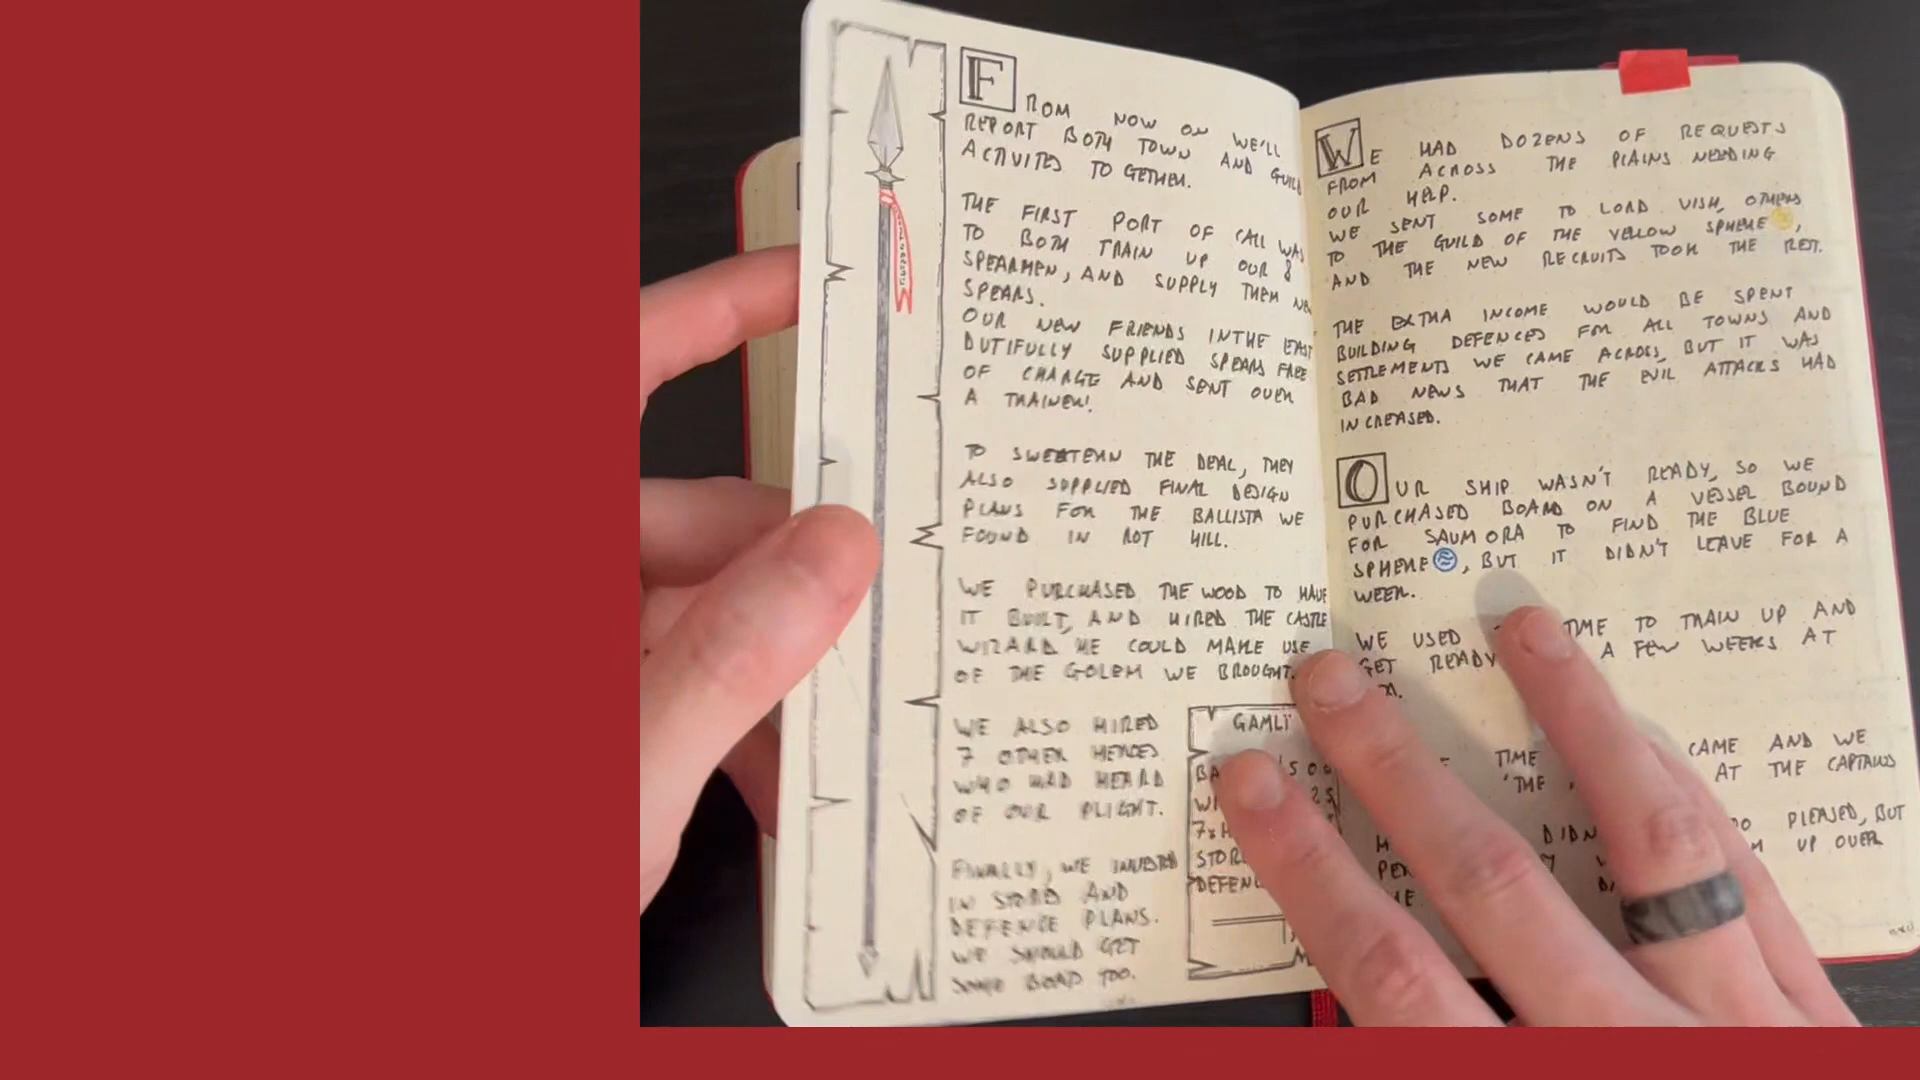 FROM NOW ON WE'LL
REPORT BOTH TOWN AND GUILD
ACTIVITES TO GETHER.
THE FIRST PORT OF CALL WAS
TO BOTH TRAIN UP OUR 8
SPEARMEN, AND SUPPLY THEM NEW
SPEARS.
OUR NEW FRIENDS IN THE EAST
DUTIFULLY SUPPLIED SPEARS FREE
OF CHARGE AND SENT OVER
A TRAINER!
TO SWEETERN THE DEAL, THEY
ALSO SUPPLIED FINAL DESIGN
PLANS FOR THE BALLISTA WE
FOUND IN ROT HILL.
WE PURCHASED THE WOOD TO HAVE
IT BUILT, AND HIRED THE CASTLE
WIZARD HE COULD MAKE USE
OF THE GOLEM WE BROUGHT.
WE ALSO HIRED
7 OTHER HEROES
WHO HAD HEARD
OF OUR PLIGHT.
FINALLY, WE INVESTED
IN STORES AND
DEFENCE PLANS.
WE SHOULD GET
SOME BOARD TOO.
GAMLI
WE HAD DOZENS OF REQUESTS
FROM ACROSS THE PLAINS NEEDING
OUR HELP.
WE SENT SOME TO LORD VISH, OTHERS
TO THE GUILD OF THE YELLOW SPHERE,
AND THE NEW RECRUITS TOOK THE REST.
THE EXTRA INCOME WOULD BE SPENT
BUILDING DEFENCES FOR ALL TOWNS AND
SETTLEMENTS WE CAME ACROSS, BUT IT WAS
BAD NEWS THAT THE EVIL ATTACKS HAD
INCREASED.
OUR SHIP WASN'T READY, SO WE
PURCHASED BOARD ON A VESSEL BOUND
FOR SAUMORA TO FIND THE BLUE
SPHERE, BUT IT DIDN'T LEAVE FOR A
WEEK.
WE USED TIME TO TRAIN UP AND
GET READY A FEW WEEKS AT
TIME CAME AND WE
'THE AT THE CAPTAINS
PLEASED, BUT
UP OVER